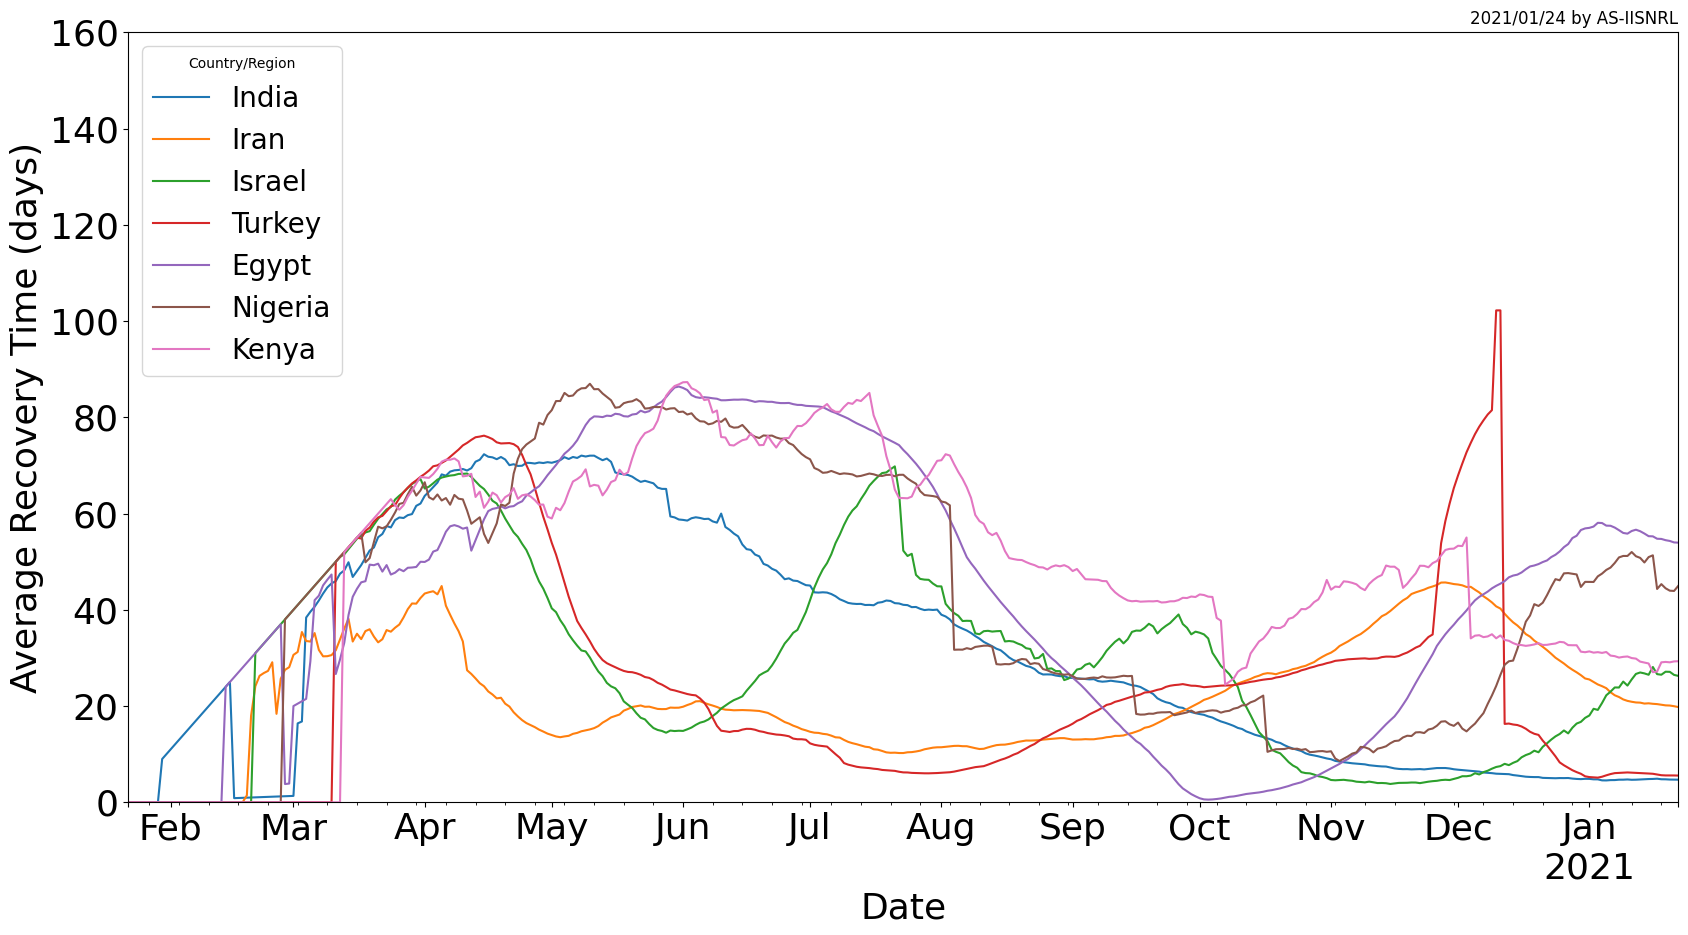 2021/01/24 by AS-IISNRL
160
140
120
100
80
60
40
20
0
Average Recovery Time (days)
Country/Region
India
Iran
Israel
Turkey
Egypt
Nigeria
Kenya
Feb Mar Apr May Jun Jul Aug Sep Oct Nov Dec Jan
2021
Date